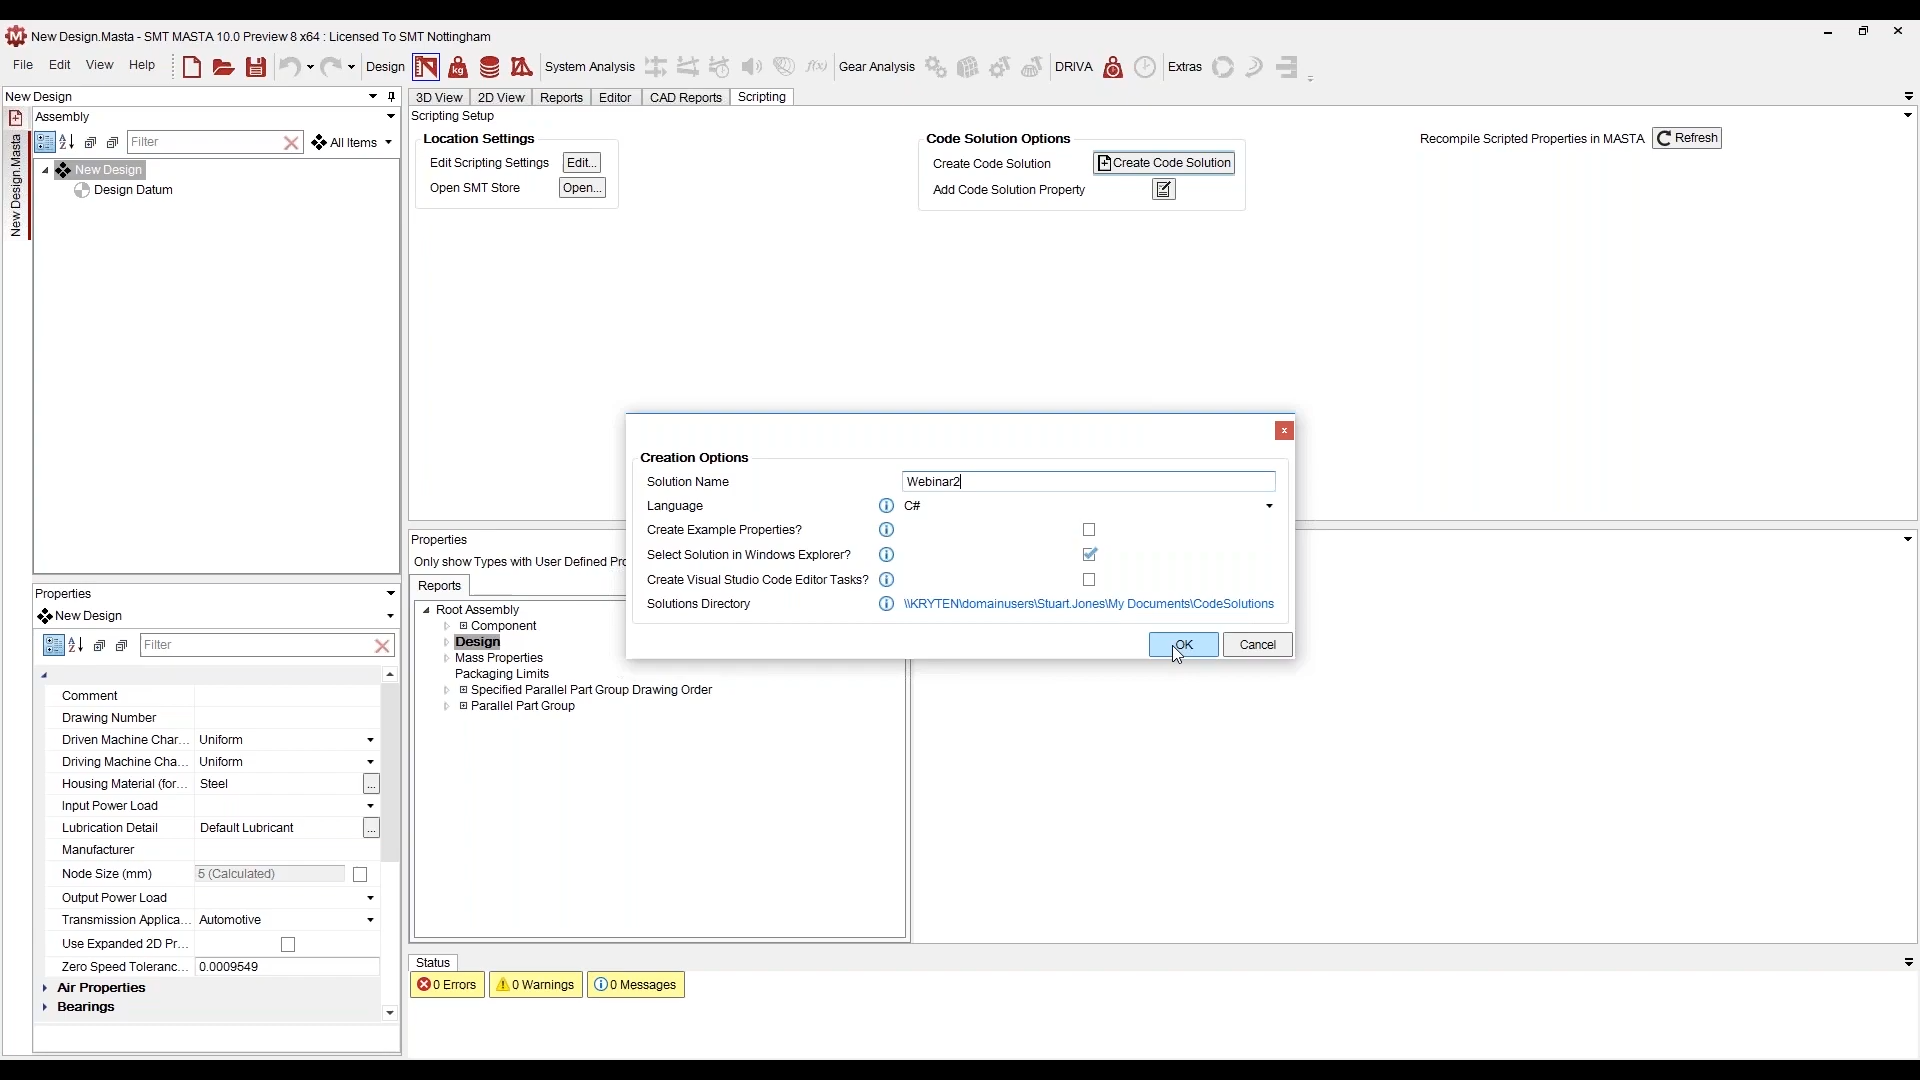 New Design.Masta - SMT MASTA 10.0 Preview 8 x64 : Licensed To SMT Nottingham
File Edit View Help Design System Analysis f(x) Gear Analysis DRIVA Extras
New Design
3D View 2D View Reports Editor CAD Reports Scripting
New Design.Masta
Assembly
Filter All Items
New Design
Design Datum
Scripting Setup
Location Settings
Edit Scripting Settings Edit...
Open SMT Store Open...
Code Solution Options
Create Code Solution Create Code Solution
Add Code Solution Property
Recompile Scripted Properties in MASTA Refresh
Creation Options
Solution Name Webinar2
Language C#
Create Example Properties?
Select Solution in Windows Explorer?
Create Visual Studio Code Editor Tasks?
Solutions Directory \\KRYTEN\domainusers\Stuart.Jones\My Documents\CodeSolutions
OK Cancel
Properties
Only show Types with User Defined Pro
Reports
Root Assembly
Component
Design
Mass Properties
Packaging Limits
Specified Parallel Part Group Drawing Order
Parallel Part Group
Properties
New Design
Filter
Comment
Drawing Number
Driven Machine Char... Uniform
Driving Machine Cha... Uniform
Housing Material (for... Steel ...
Input Power Load
Lubrication Detail Default Lubricant ...
Manufacturer
Node Size (mm) 5 (Calculated)
Output Power Load
Transmission Applica... Automotive
Use Expanded 2D Pr...
Zero Speed Toleranc... 0.0009549
Air Properties
Bearings
Status
0 Errors 0 Warnings 0 Messages